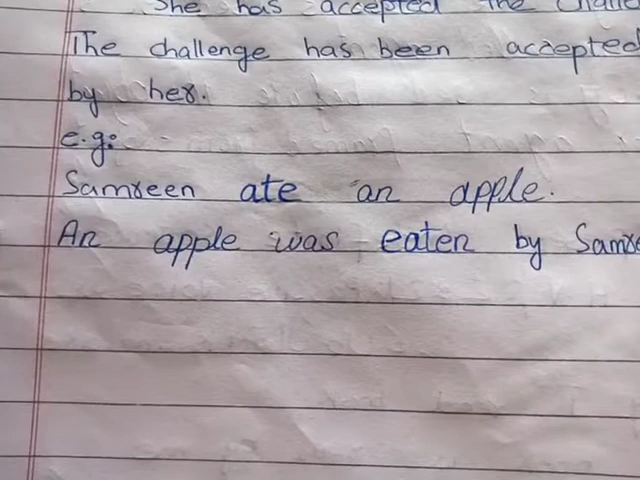 She has accepted the
The challenge has been accepted
by her.
e.g:
Samreen ate an apple.
An apple was eaten by